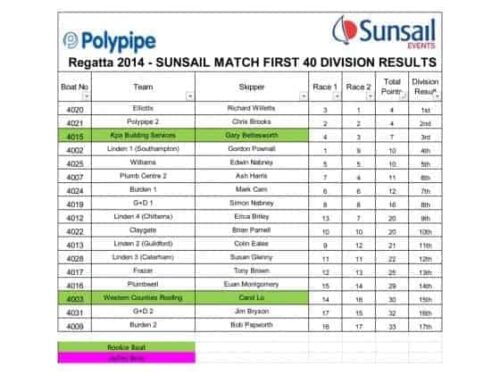 Polypipe
Sunsail
EVENTS
Regatta 2014 - SUNSAIL MATCH FIRST 40 DIVISION RESULTS
Boat No Team Skipper Race 1 Race 2 Total Points Division Result
4020 Elliotts Richard Willetts 3 1 4 1st
4021 Polypipe 2 Chris Brooks 2 2 4 2nd
4015 Kps Building Services Gary Bettesworth 4 3 7 3rd
4002 Linden 1 (Southampton) Gordon Pownall 1 9 10 4th
4025 Williams Edwin Nabney 5 5 10 5th
4007 Plumb Centre 2 Ash Harris 7 4 11 6th
4024 Burden 1 Mark Cam 6 6 12 7th
4019 G+D 1 Simon Nabney 8 8 16 8th
4012 Linden 4 (Chilterns) Erica Britey 13 7 20 9th
4022 Claygate Brian Parnell 10 10 20 10th
4013 Linden 2 (Guildford) Colin Eales 9 12 21 11th
4028 Linden 3 (Caterham) Susan Glenny 11 11 22 12th
4017 Frazer Tony Brown 12 13 25 13th
4016 Plumbwell Euan Montgomery 15 14 29 14th
4003 Western Counties Roofing Carol Lo 14 16 30 15th
4031 G+D 2 Jim Bryson 17 15 32 16th
4009 Burden 2 Bob Papworth 16 17 33 17th
Rookie Boat